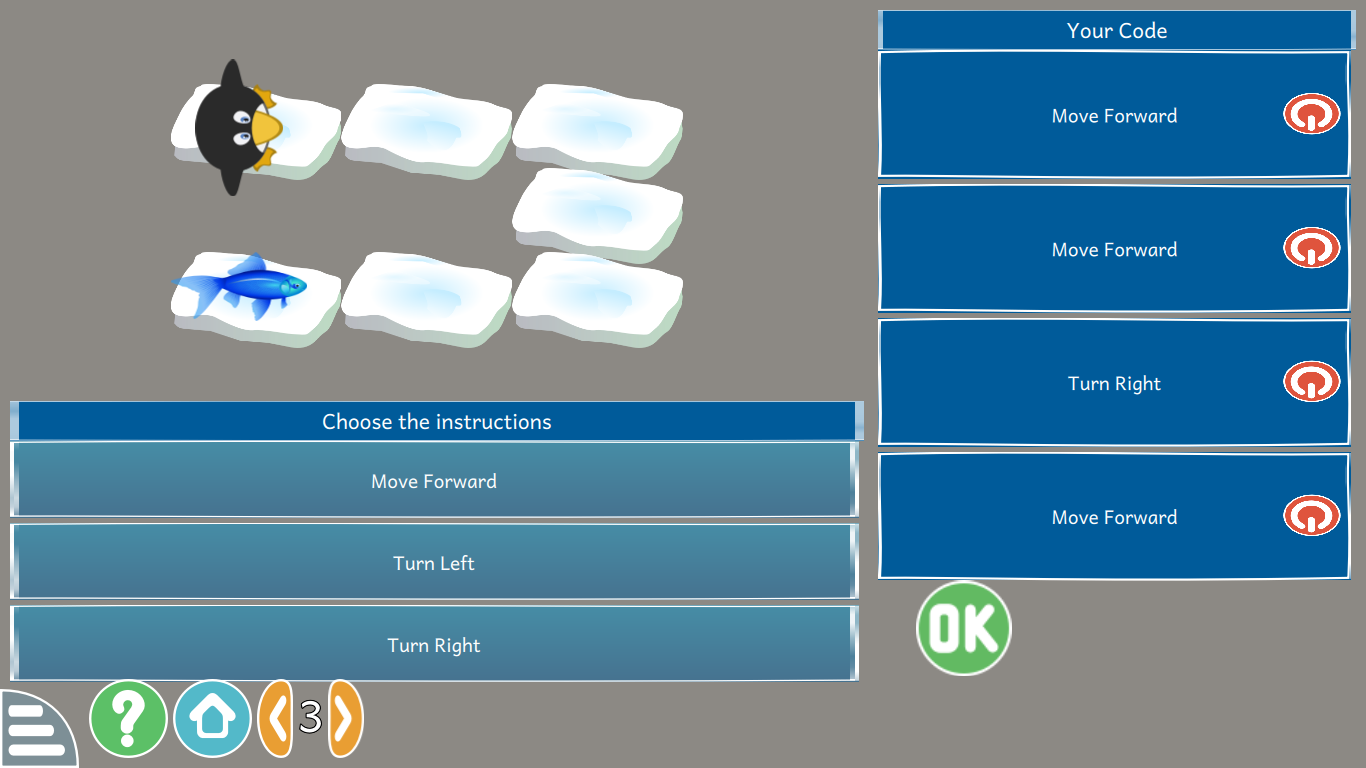 Your Code
Move Forward
Move Forward
Turn Right
Move Forward
Choose the instructions
Move Forward
Turn Left
Turn Right
OK
?
3